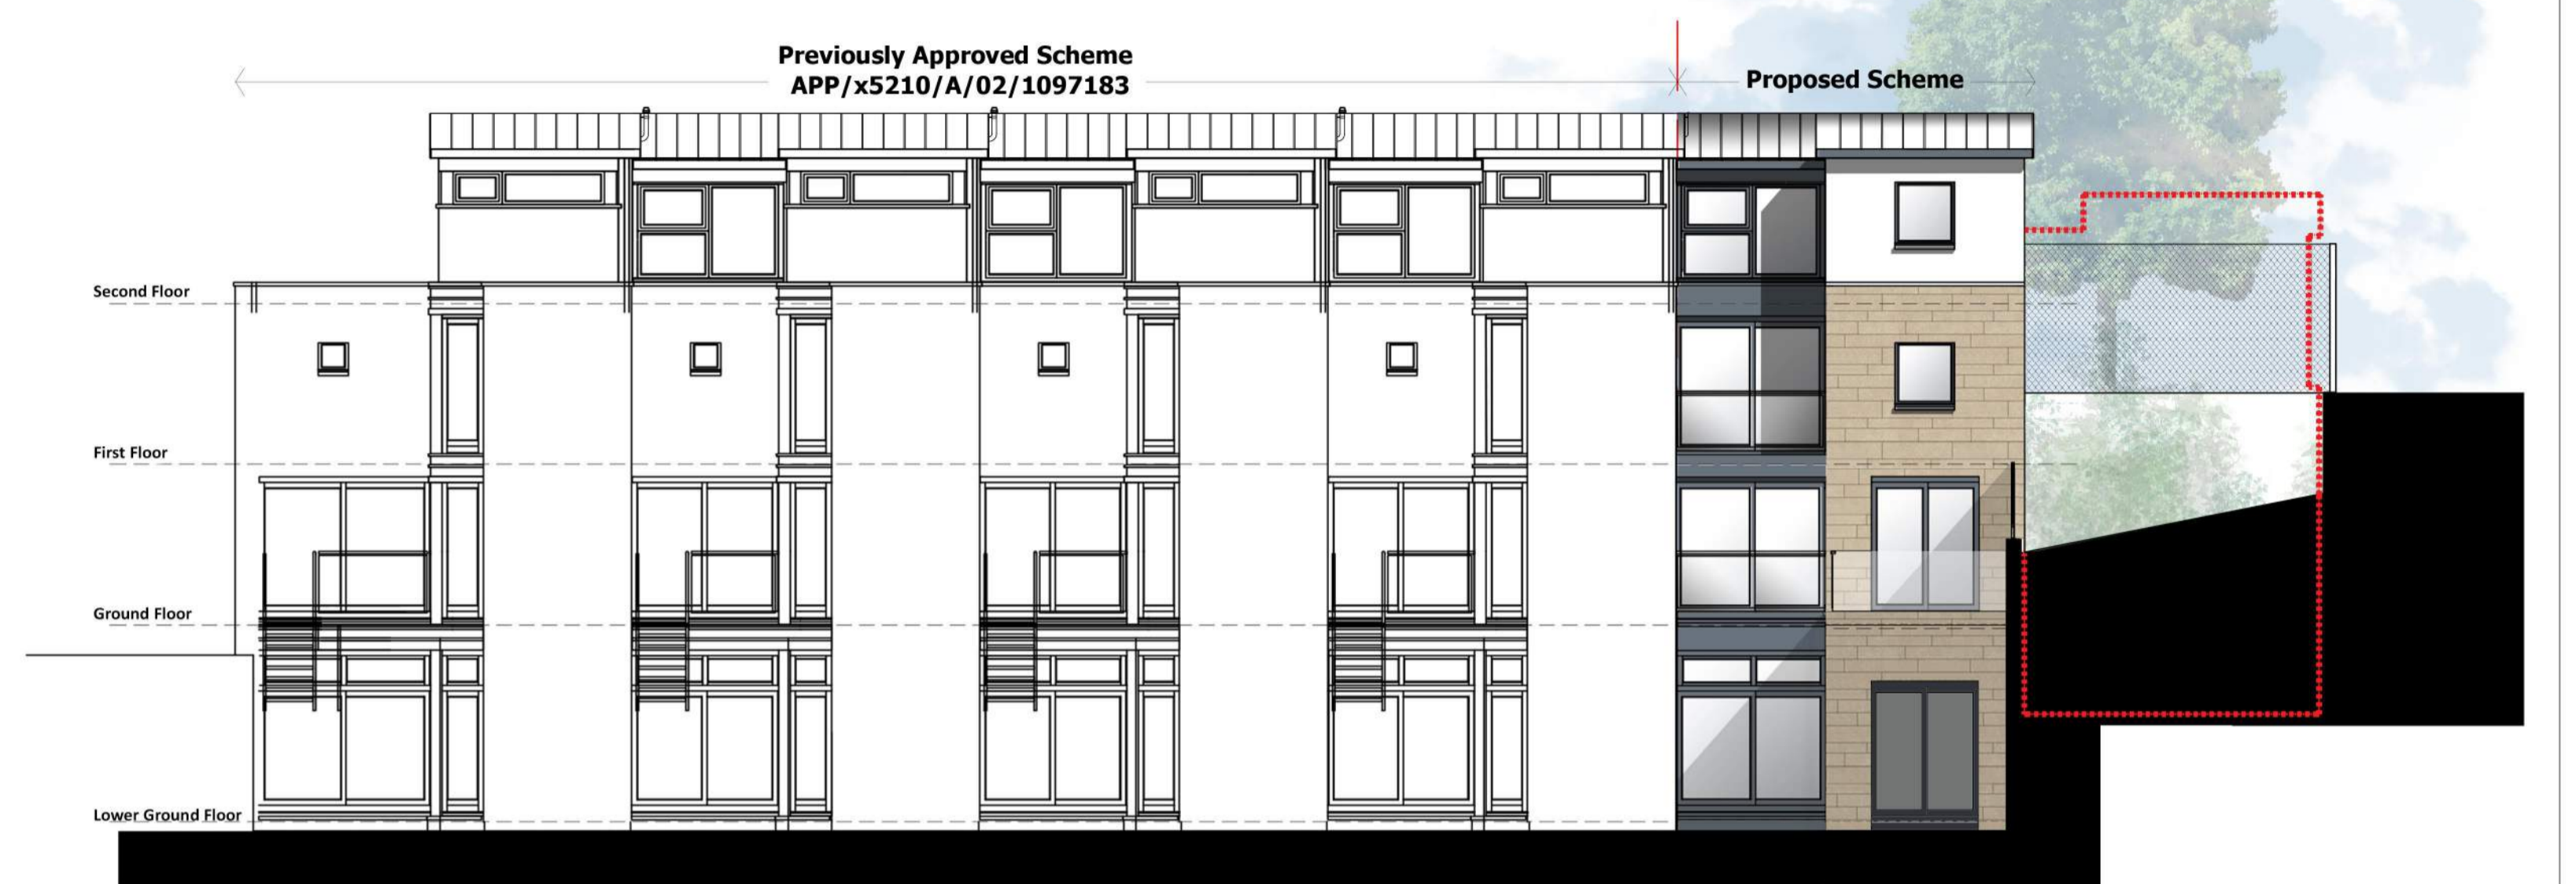 Previously Approved Scheme
APP/x5210/A/02/1097183
Proposed Scheme
Second Floor
First Floor
Ground Floor
Lower Ground Floor